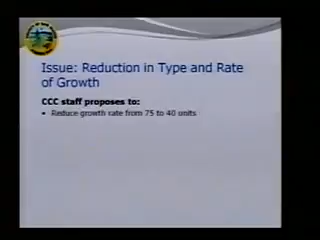 Issue: Reduction in Type and Rate
of Growth
CCC staff proposes to:
• Reduce growth rate from 75 to 40 units